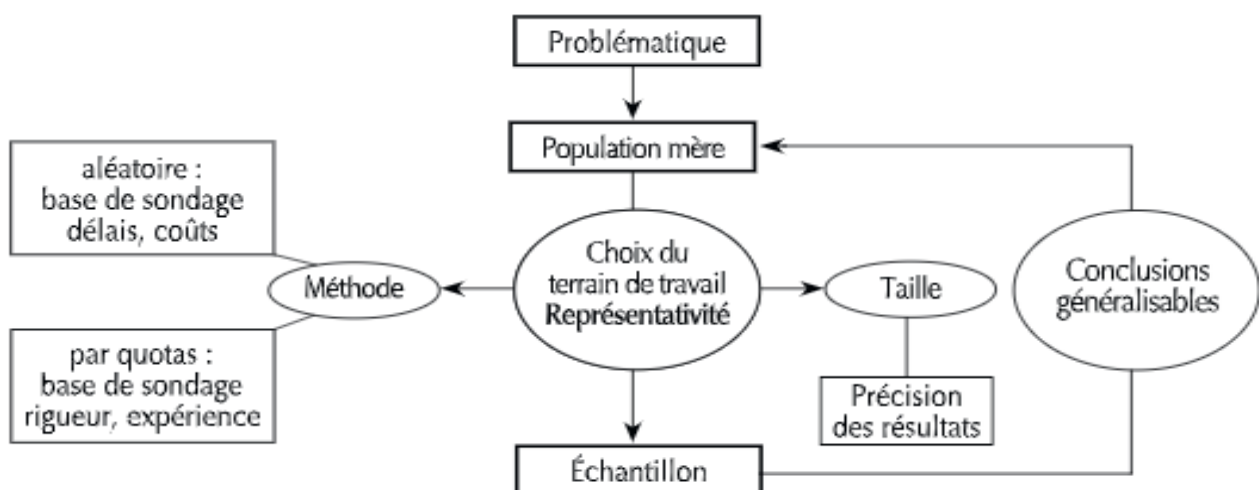 Problématique
Population mère
aléatoire :
base de sondage
délais, coûts
Méthode
par quotas :
base de sondage
rigueur, expérience
Choix du
terrain de travail
Représentativité
Taille
Précision
des résultats
Conclusions
généralisables
Échantillon